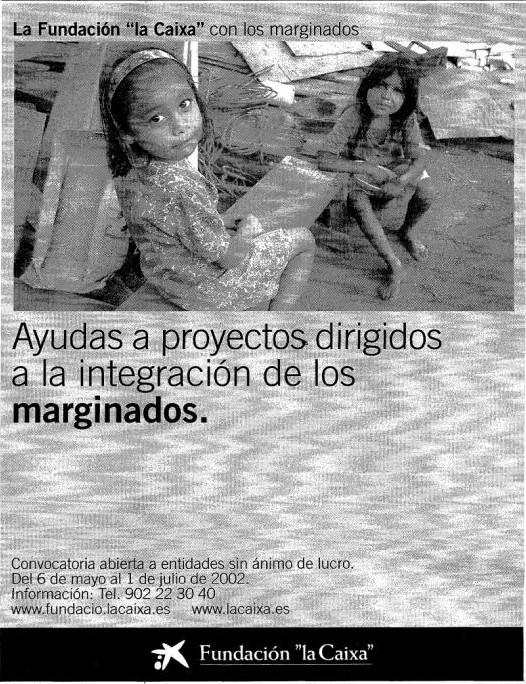 La Fundación "la Caixa" con los marginados
Ayudas a proyectos dirigidos
a la integración de los
marginados.
Convocatoria abierta a entidades sin ánimo de lucro.
Del 6 de mayo al 1 de julio de 2002.
Información: Tel. 902 22 30 40
www.fundacio.lacaixa.es www.lacaixa.es
Fundación "la Caixa"